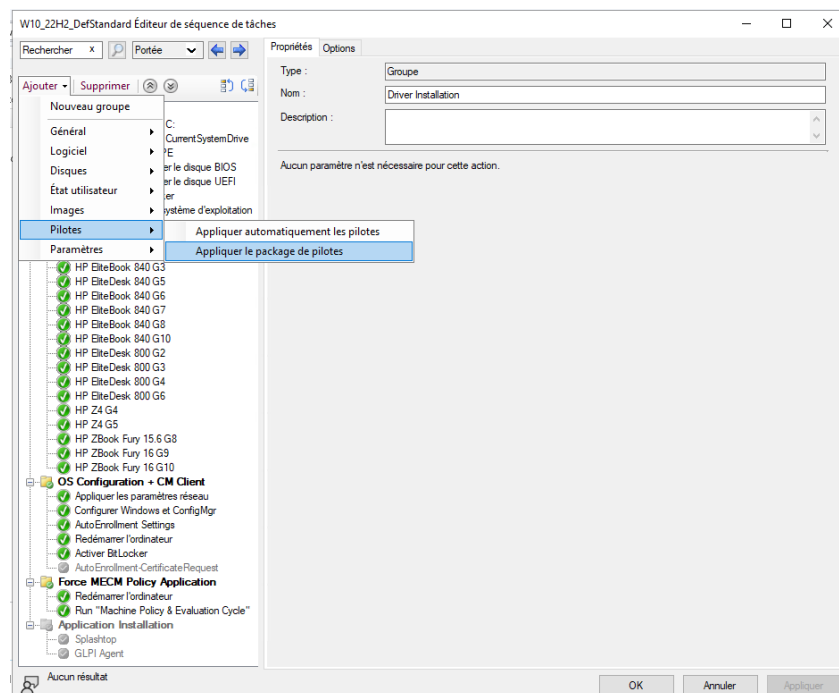 W10_22H2_DefStandard Éditeur de séquence de tâches
Rechercher x Portée
Ajouter Supprimer
Nouveau groupe
Général
Logiciel
Disques
État utilisateur
Images
Pilotes
Paramètres
Appliquer automatiquement les pilotes
Appliquer le package de pilotes
C:
CurrentSystemDrive
er le disque BIOS
er le disque UEFI
ystème d'exploitation
HP EliteBook 840 G3
HP EliteDesk 840 G5
HP EliteBook 840 G6
HP EliteBook 840 G7
HP EliteBook 840 G8
HP EliteBook 840 G10
HP EliteDesk 800 G2
HP EliteDesk 800 G3
HP EliteDesk 800 G4
HP EliteDesk 800 G6
HP Z4 G4
HP Z4 G5
HP ZBook Fury 15.6 G8
HP ZBook Fury 16 G9
HP ZBook Fury 16 G10
OS Configuration + CM Client
Appliquer les paramètres réseau
Configurer Windows et ConfigMgr
AutoEnrollment Settings
Redémarrer l'ordinateur
Activer BitLocker
AutoEnrollment-CertificateRequest
Force MECM Policy Application
Redémarrer l'ordinateur
Run "Machine Policy & Evaluation Cycle"
Application Installation
Splashtop
GLPI Agent
Aucun résultat
Propriétés Options
Type : Groupe
Nom : Driver Installation
Description :
Aucun paramètre n'est nécessaire pour cette action.
OK Annuler Appliquer